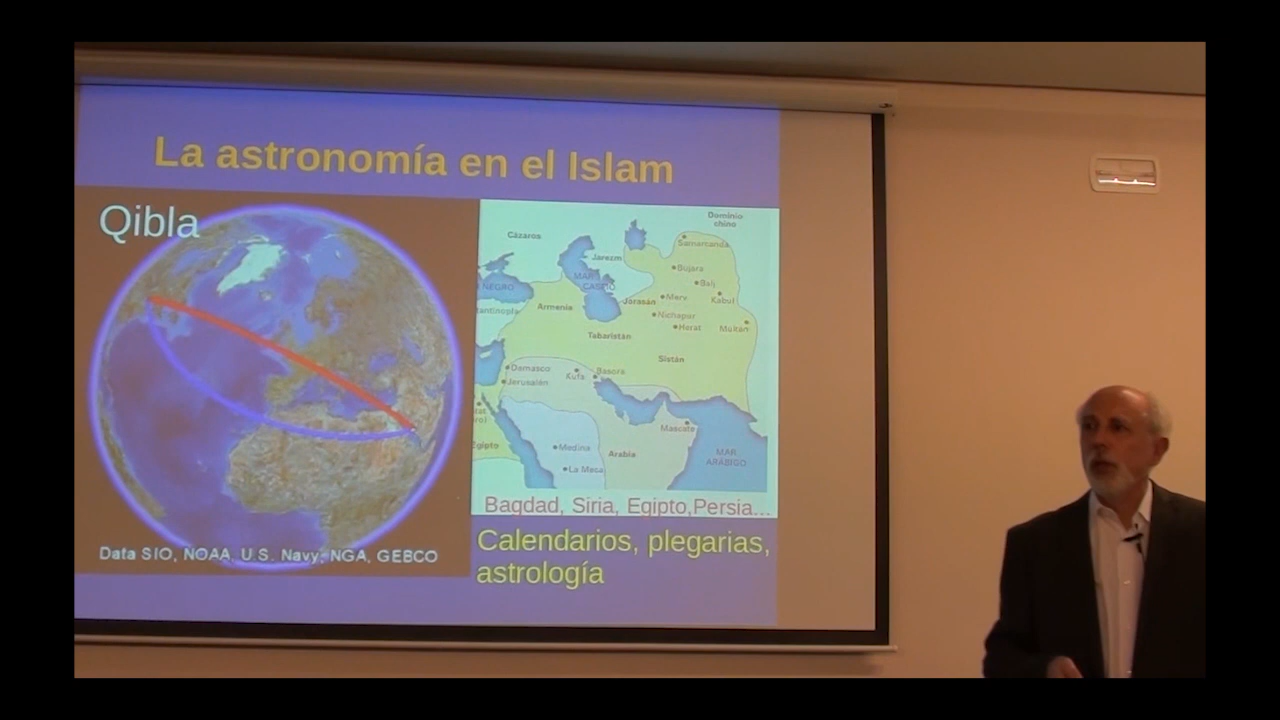 La astronomía en el Islam
Qibla
Data SIO, NOAA, U.S. Navy, NGA, GEBCO
Dominio
chino
Cázaros
Samarcanda
Jarezm
Bujara
MAR
CASPIO
Balj
NEGRO
Jorasán
Merv
Kabul
Armenia
tantinopla
Nichapur
Herat
Multán
Tabaristán
Sistán
Damasco
Kufa
Basora
Jerusalén
Mascate
Egipto
Medina
Arabia
MAR
ARÁBIGO
La Meca
Bagdad, Siria, Egipto,Persia...
Calendarios, plegarias,
astrología